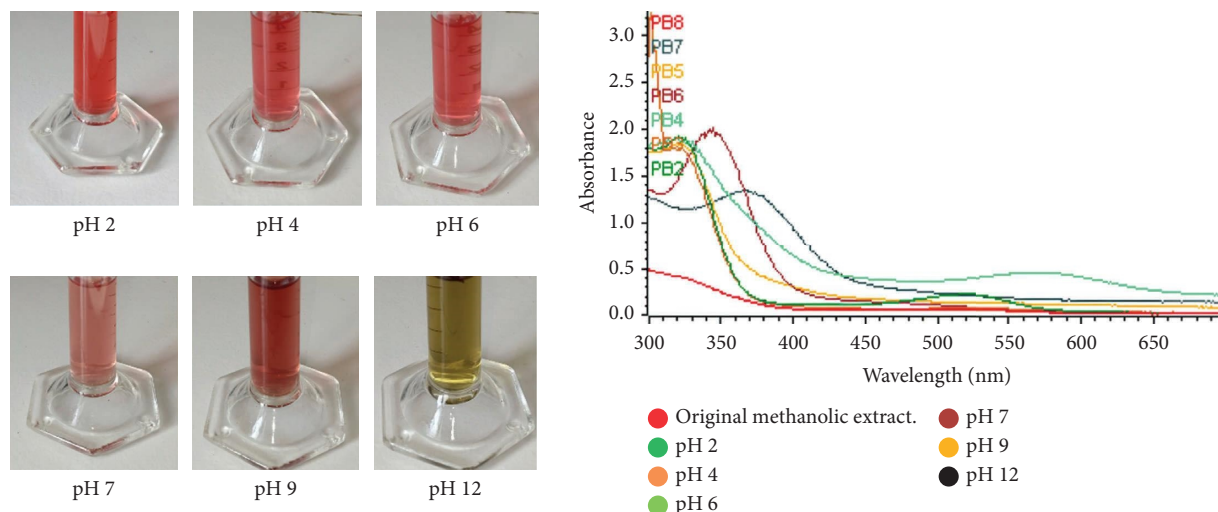 pH 2
pH 4
pH 6
pH 7
pH 9
pH 12
Absorbance
3.0
2.5
2.0
1.5
1.0
0.5
0.0
PB8
PB7
PB5
PB6
PB4
PB2
300
350
400
450
500
550
600
650
Wavelength (nm)
Original methanolic extract.
pH 2
pH 4
pH 6
pH 7
pH 9
pH 12